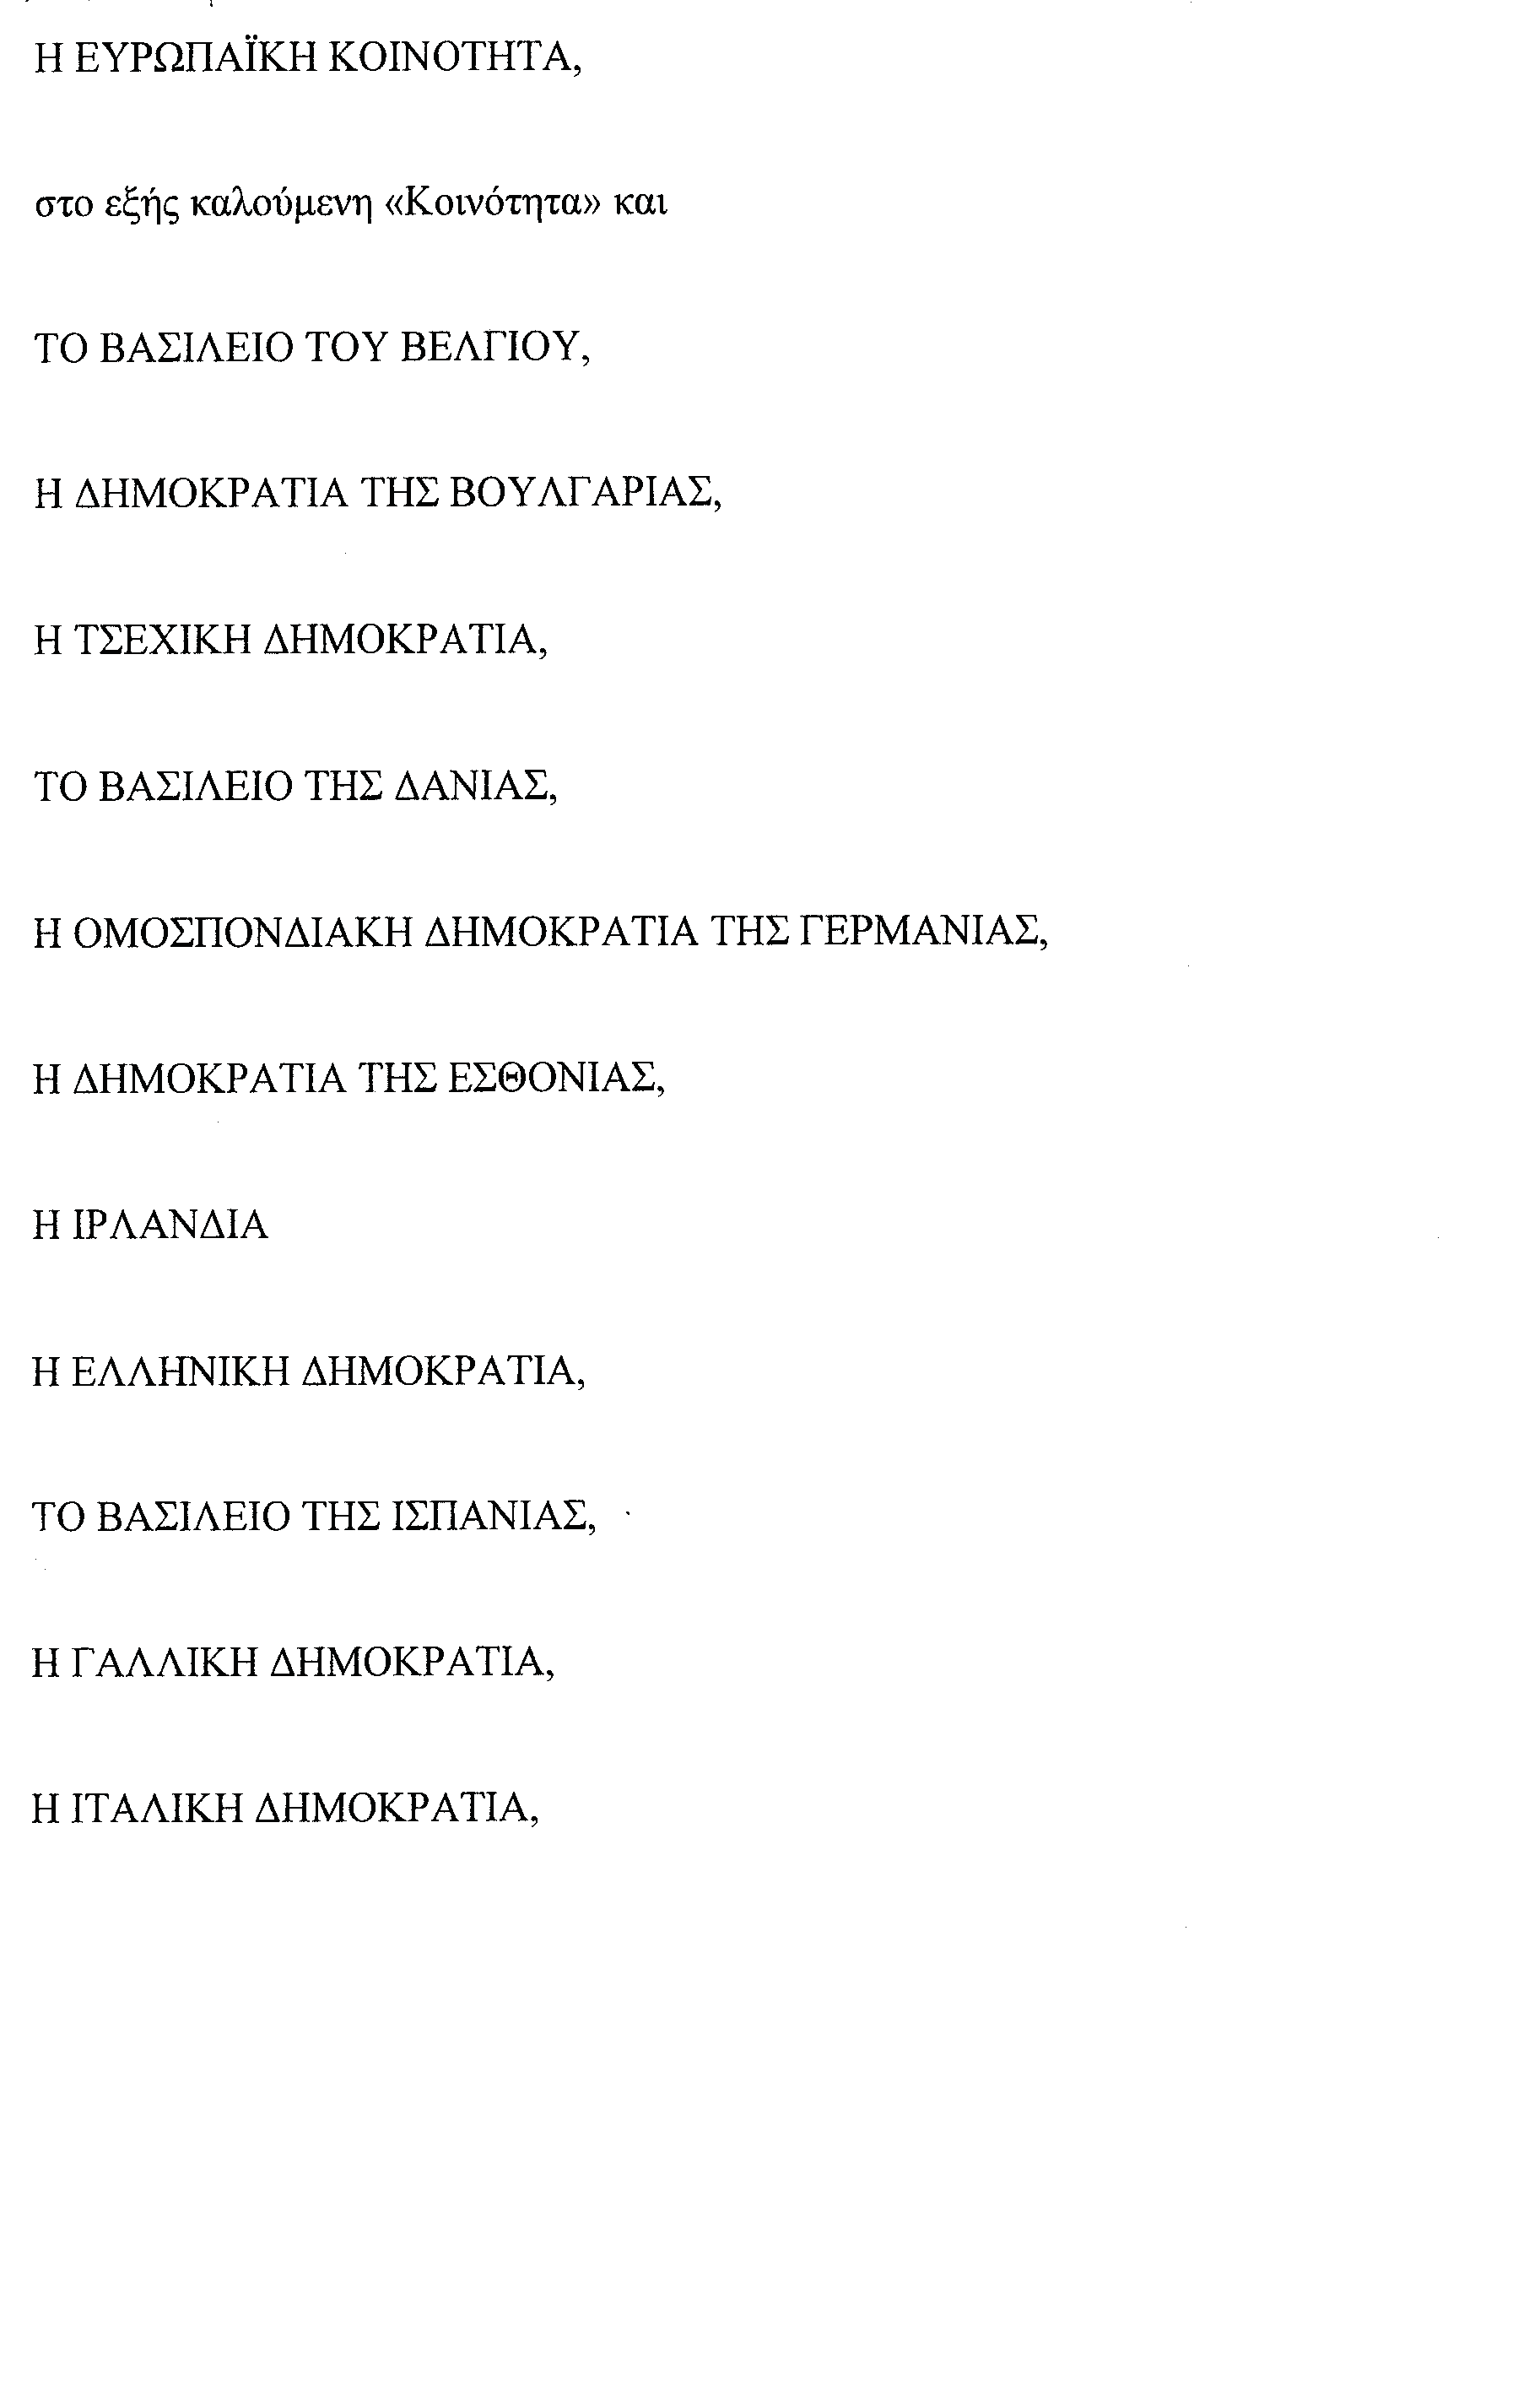 Η ΕΥΡΩΠΑΪΚΗ ΚΟΙΝΟΤΗΤΑ,
στο εξής καλούμενη «Κοινότητα» και
ΤΟ ΒΑΣΙΛΕΙΟ ΤΟΥ ΒΕΛΓΙΟΥ,
Η ΔΗΜΟΚΡΑΤΙΑ ΤΗΣ ΒΟΥΛΓΑΡΙΑΣ,
Η ΤΣΕΧΙΚΗ ΔΗΜΟΚΡΑΤΙΑ,
ΤΟ ΒΑΣΙΛΕΙΟ ΤΗΣ ΔΑΝΙΑΣ,
Η ΟΜΟΣΠΟΝΔΙΑΚΗ ΔΗΜΟΚΡΑΤΙΑ ΤΗΣ ΓΕΡΜΑΝΙΑΣ,
Η ΔΗΜΟΚΡΑΤΙΑ ΤΗΣ ΕΣΘΟΝΙΑΣ,
Η ΙΡΛΑΝΔΙΑ
Η ΕΛΛΗΝΙΚΗ ΔΗΜΟΚΡΑΤΙΑ,
ΤΟ ΒΑΣΙΛΕΙΟ ΤΗΣ ΙΣΠΑΝΙΑΣ,
Η ΓΑΛΛΙΚΗ ΔΗΜΟΚΡΑΤΙΑ,
Η ΙΤΑΛΙΚΗ ΔΗΜΟΚΡΑΤΙΑ,